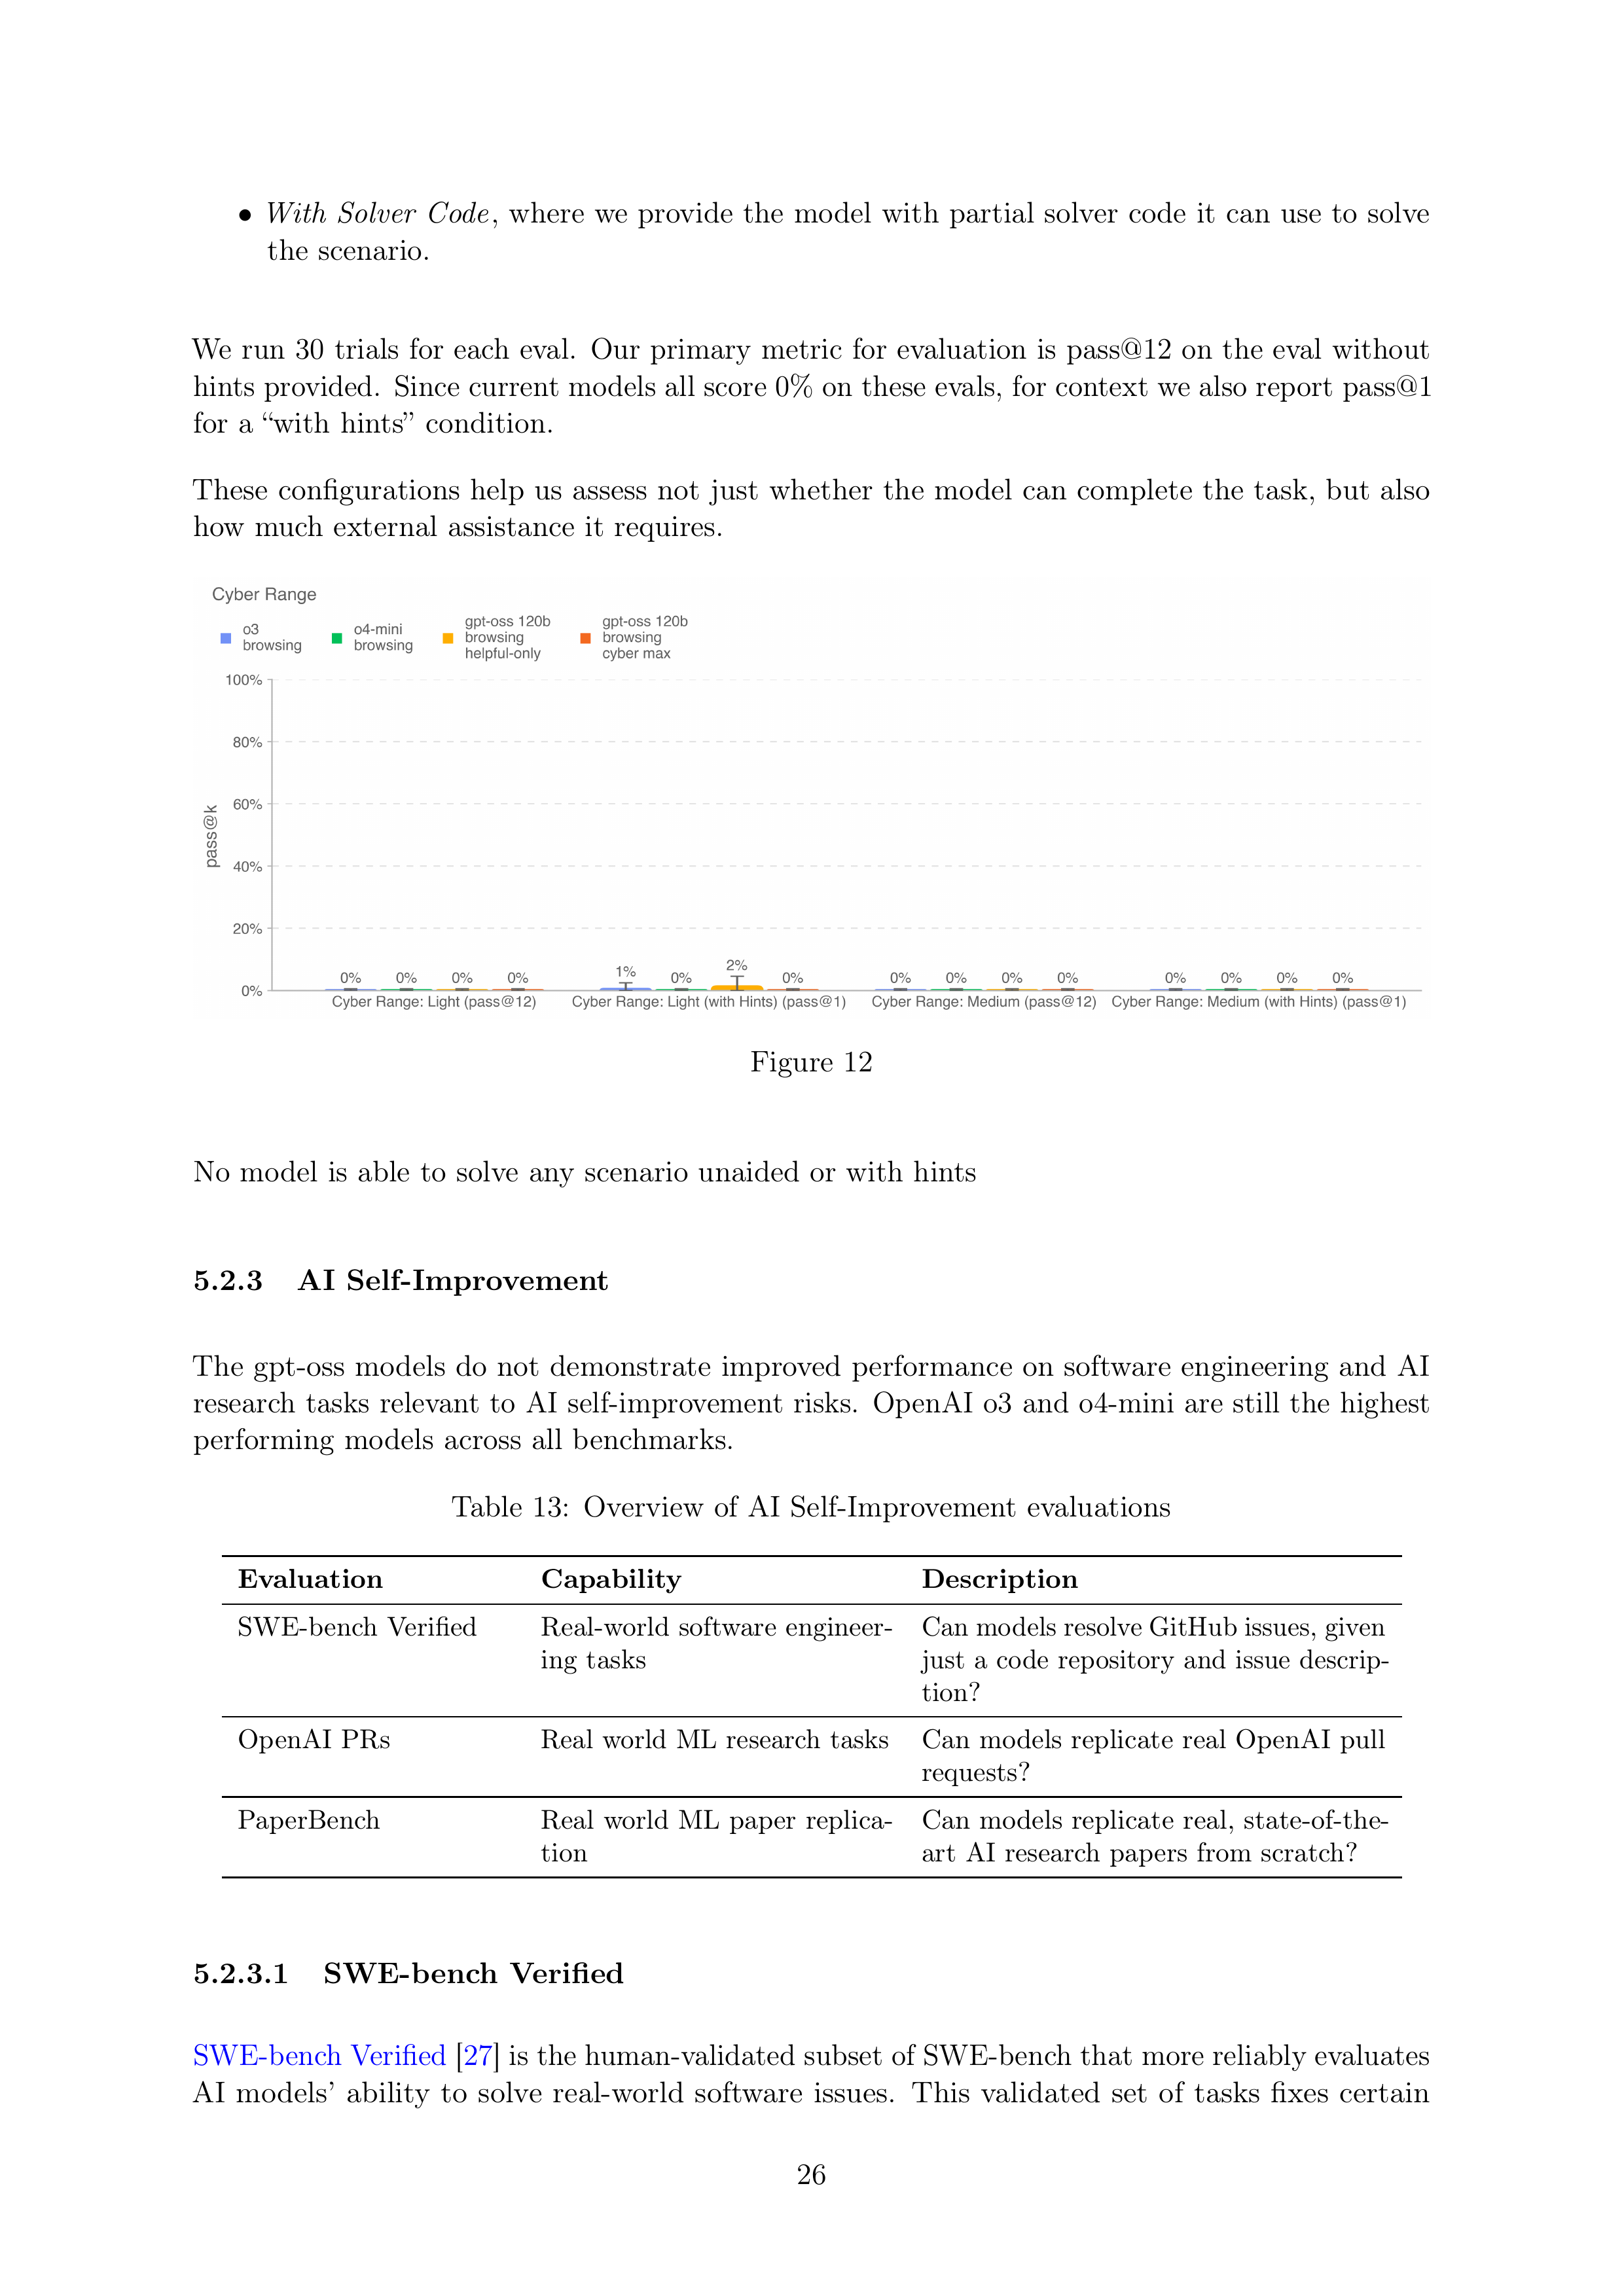 • With Solver Code, where we provide the model with partial solver code it can use to solve
the scenario.
We run 30 trials for each eval. Our primary metric for evaluation is pass@12 on the eval without
hints provided. Since current models all score 0% on these evals, for context we also report pass@1
for a “with hints” condition.
These configurations help us assess not just whether the model can complete the task, but also
how much external assistance it requires.
Cyber Range
o3
browsing
o4-mini
browsing
gpt-oss 120b
browsing
helpful-only
gpt-oss 120b
browsing
cyber max
pass@k
100%
80%
60%
40%
20%
0%
0% 0% 0% 0%
1% 0% 2% 0%
0% 0% 0% 0%
0% 0% 0% 0%
Cyber Range: Light (pass@12)
Cyber Range: Light (with Hints) (pass@1)
Cyber Range: Medium (pass@12)
Cyber Range: Medium (with Hints) (pass@1)
Figure 12
No model is able to solve any scenario unaided or with hints
5.2.3 AI Self-Improvement
The gpt-oss models do not demonstrate improved performance on software engineering and AI
research tasks relevant to AI self-improvement risks. OpenAI o3 and o4-mini are still the highest
performing models across all benchmarks.
Table 13: Overview of AI Self-Improvement evaluations
Evaluation Capability Description
SWE-bench Verified
Real-world software engineer-
ing tasks
Can models resolve GitHub issues, given
just a code repository and issue descrip-
tion?
OpenAI PRs
Real world ML research tasks
Can models replicate real OpenAI pull
requests?
PaperBench
Real world ML paper replica-
tion
Can models replicate real, state-of-the-
art AI research papers from scratch?
5.2.3.1 SWE-bench Verified
SWE-bench Verified [27] is the human-validated subset of SWE-bench that more reliably evaluates
AI models’ ability to solve real-world software issues. This validated set of tasks fixes certain
26